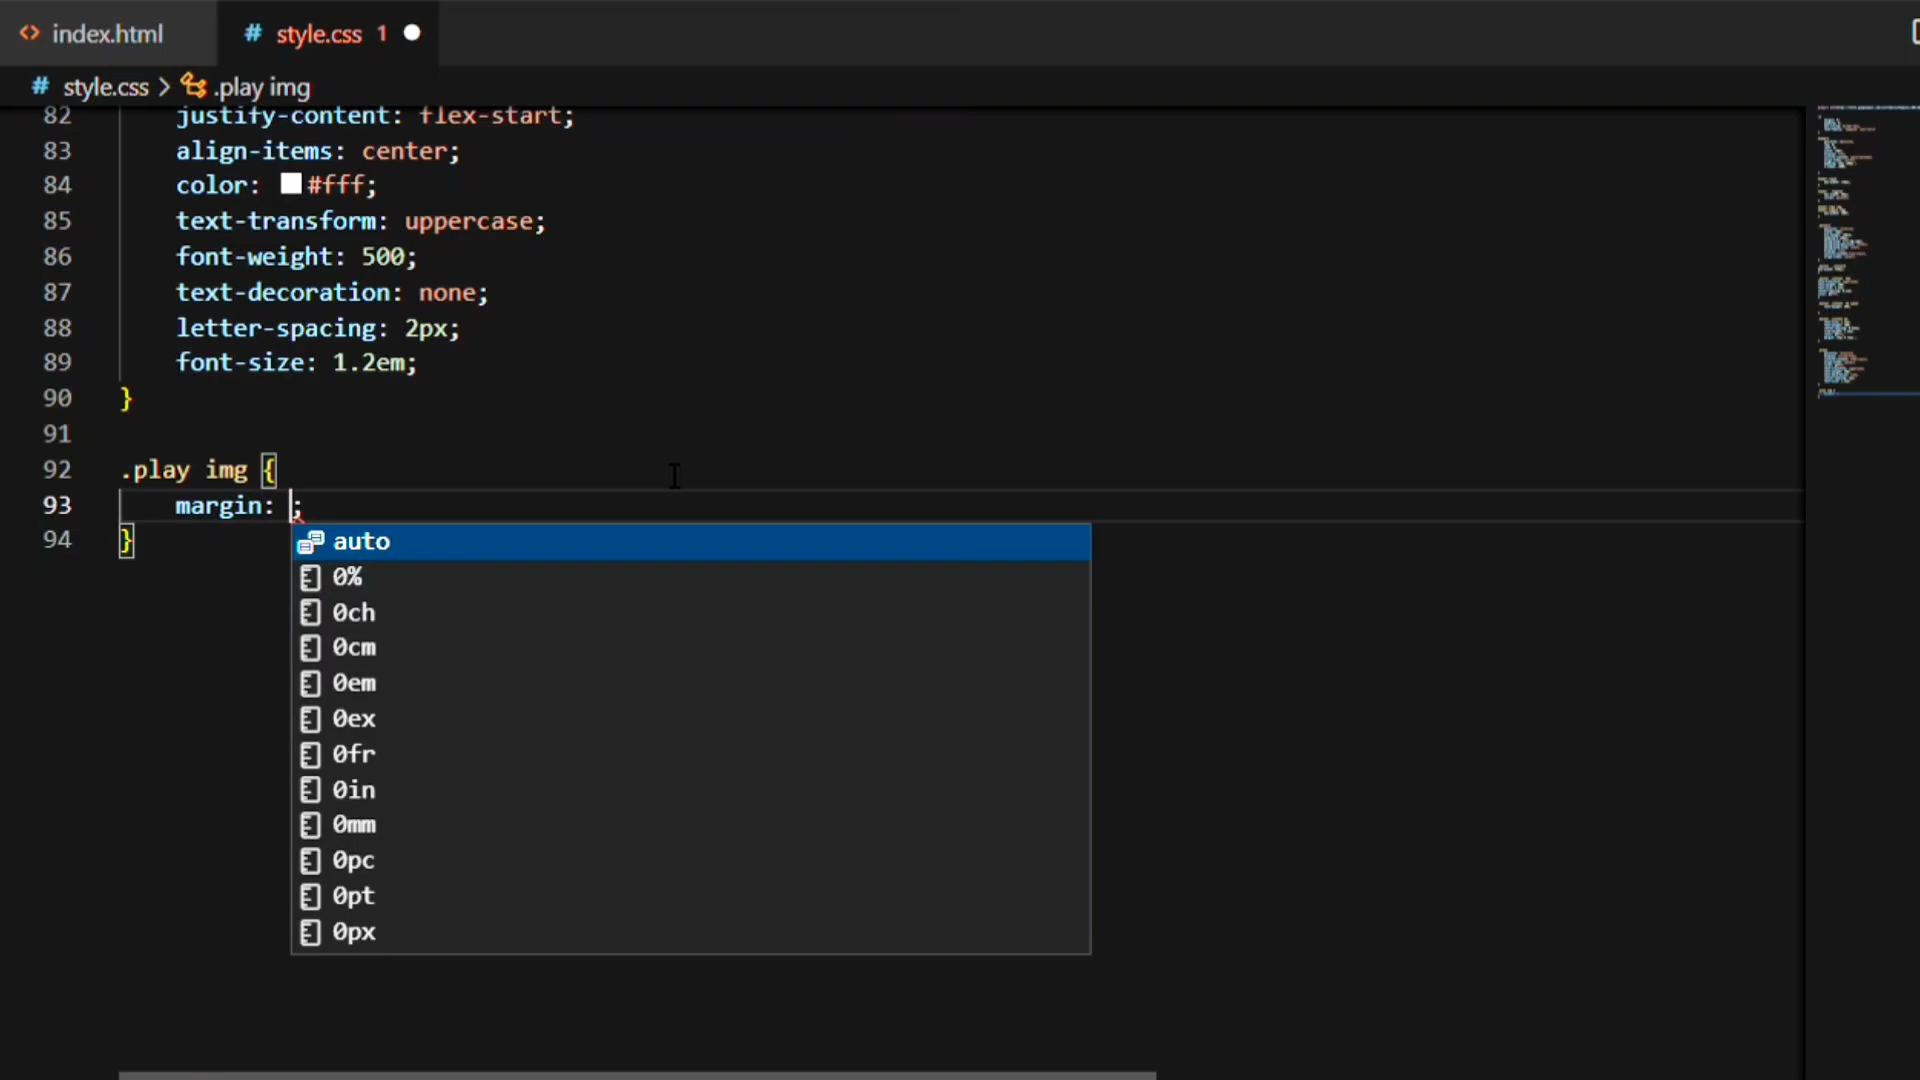 index.html
# style.css 1
# style.css > .play img
82 justify-content: flex-start;
83 align-items: center;
84 color: #fff;
85 text-transform: uppercase;
86 font-weight: 500;
87 text-decoration: none;
88 letter-spacing: 2px;
89 font-size: 1.2em;
90 }
91
92 .play img {
93 margin: ;
94 }
auto
0%
0ch
0cm
0em
0ex
0fr
0in
0mm
0pc
0pt
0px